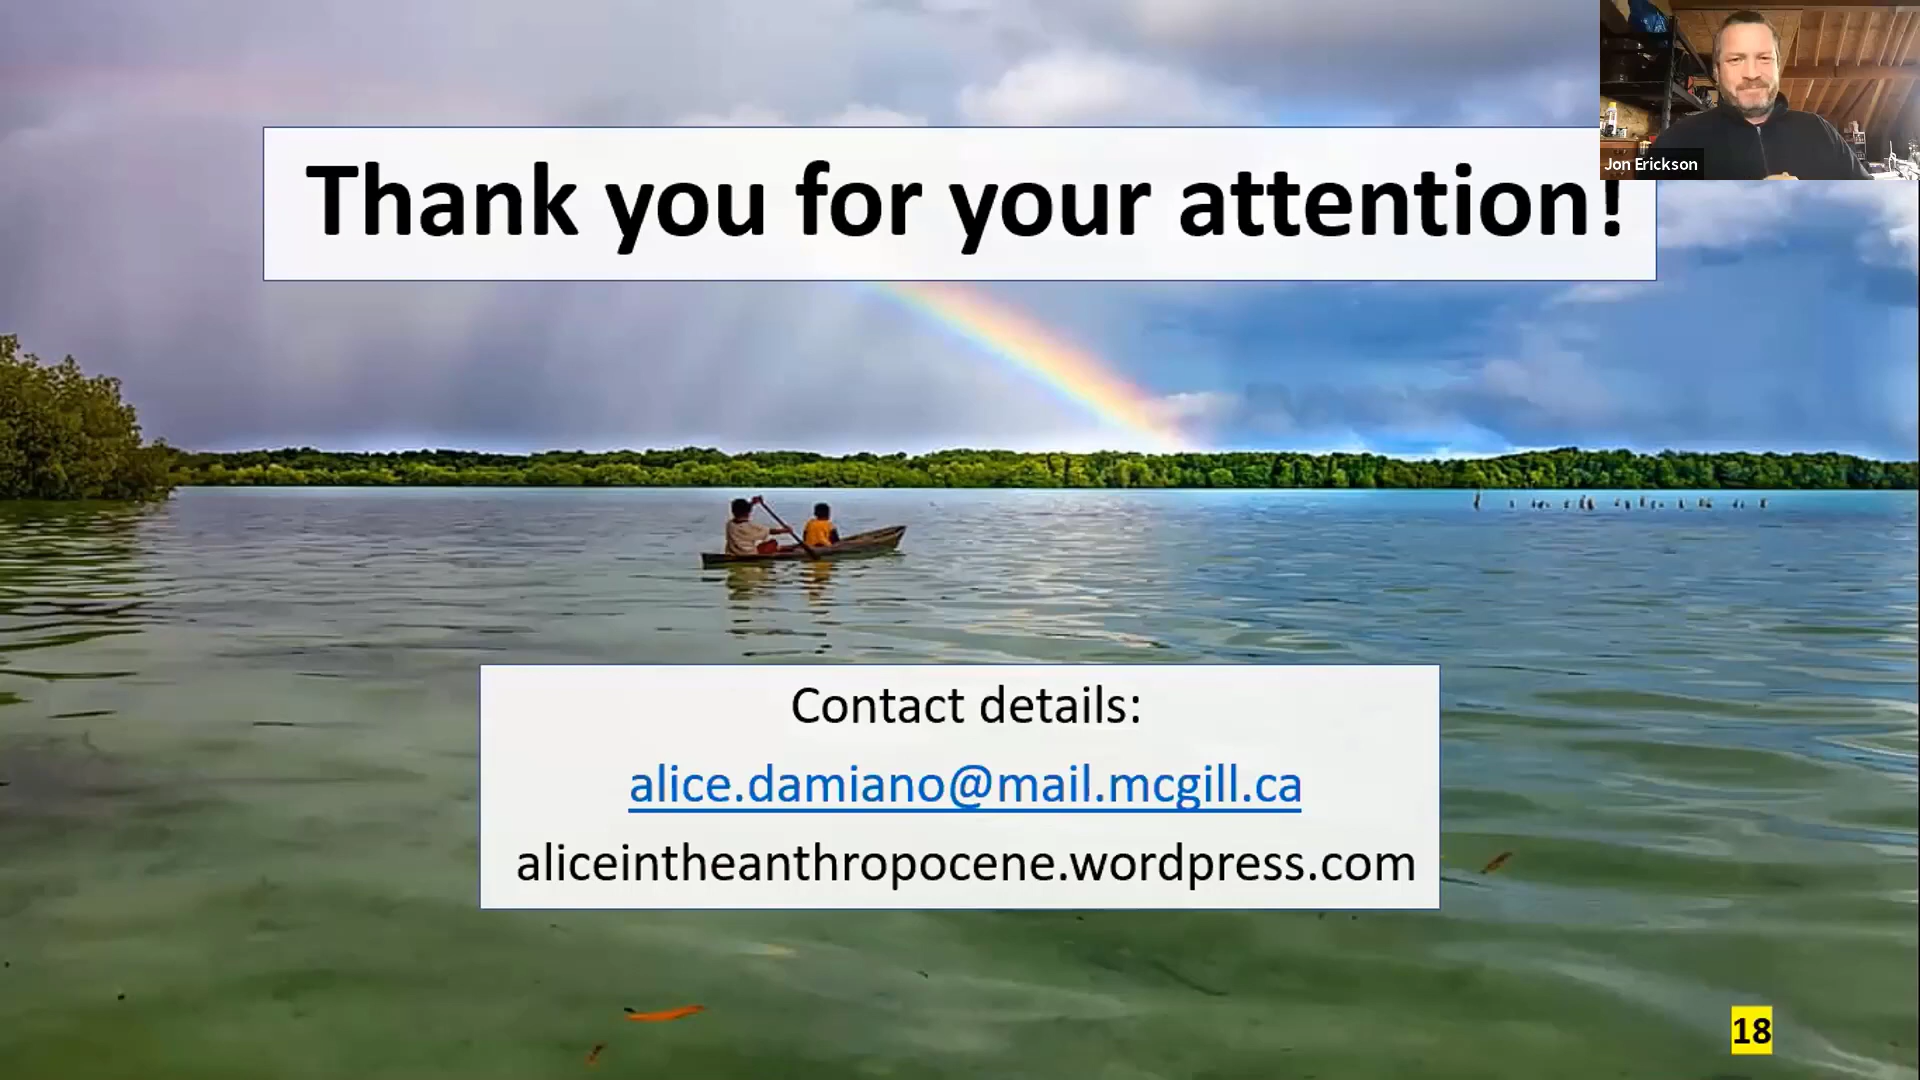 Jon Erickson
Thank you for your attention!
Contact details:
alice.damiano@mail.mcgill.ca
aliceintheanthropocene.wordpress.com
18